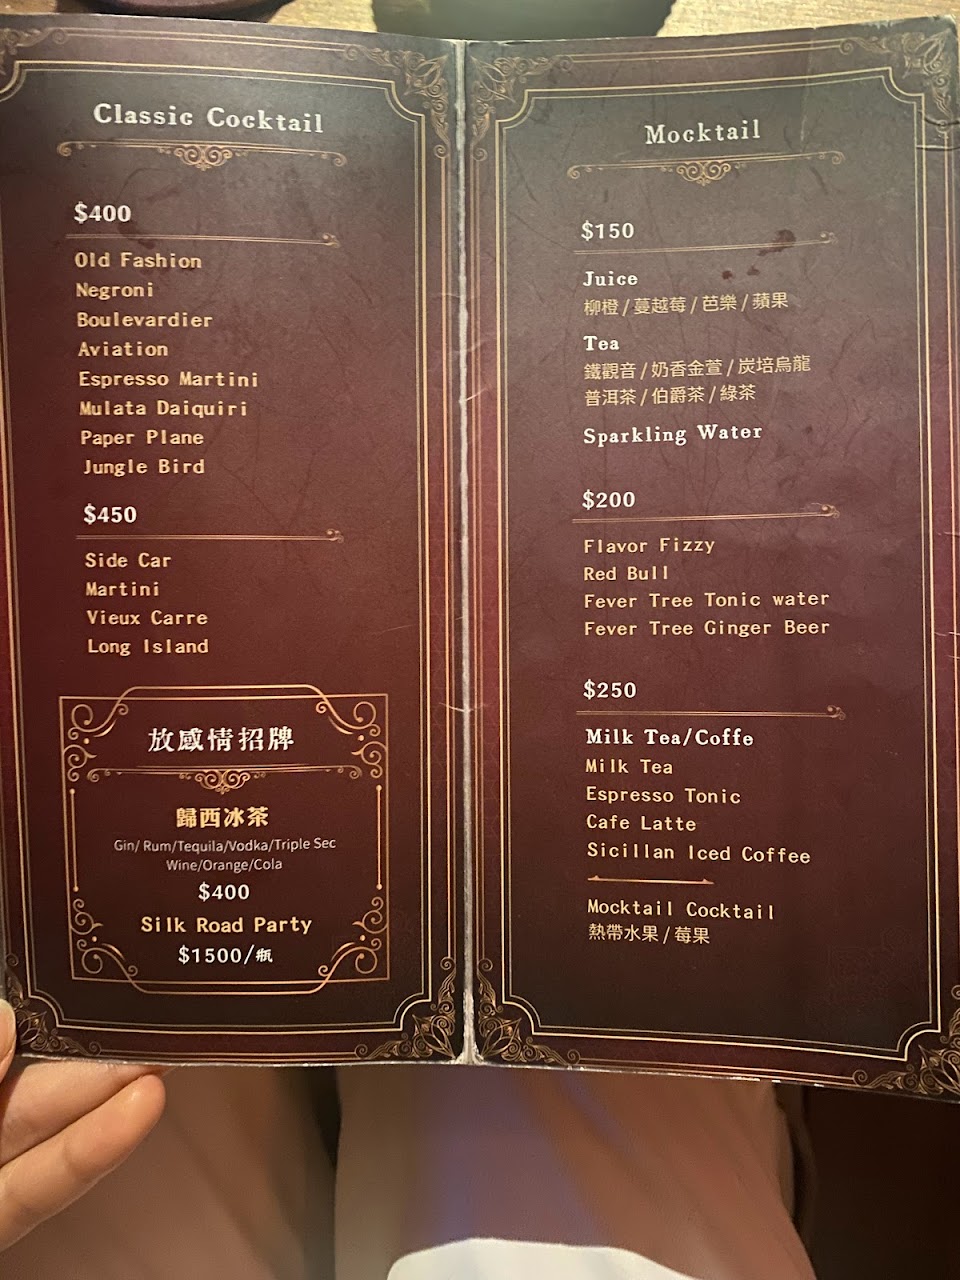 Classic Cocktail
$400
Old Fashion
Negroni
Boulevardier
Aviation
Espresso Martini
Mulata Daiquiri
Paper Plane
Jungle Bird
$450
Side Car
Martini
Vieux Carre
Long Island
放感情招牌
歸西冰茶
Gin/ Rum/Tequila/Vodka/Triple Sec
Wine/Orange/Cola
$400
Silk Road Party
$1500/瓶
Mocktail
$150
Juice
柳橙/蔓越莓/芭樂/蘋果
Tea
鐵觀音/奶香金萱/炭培烏龍
普洱茶/伯爵茶/綠茶
Sparkling Water
$200
Flavor Fizzy
Red Bull
Fever Tree Tonic water
Fever Tree Ginger Beer
$250
Milk Tea/Coffe
Milk Tea
Espresso Tonic
Cafe Latte
Sicillan Iced Coffee
Mocktail Cocktail
熱帶水果/莓果